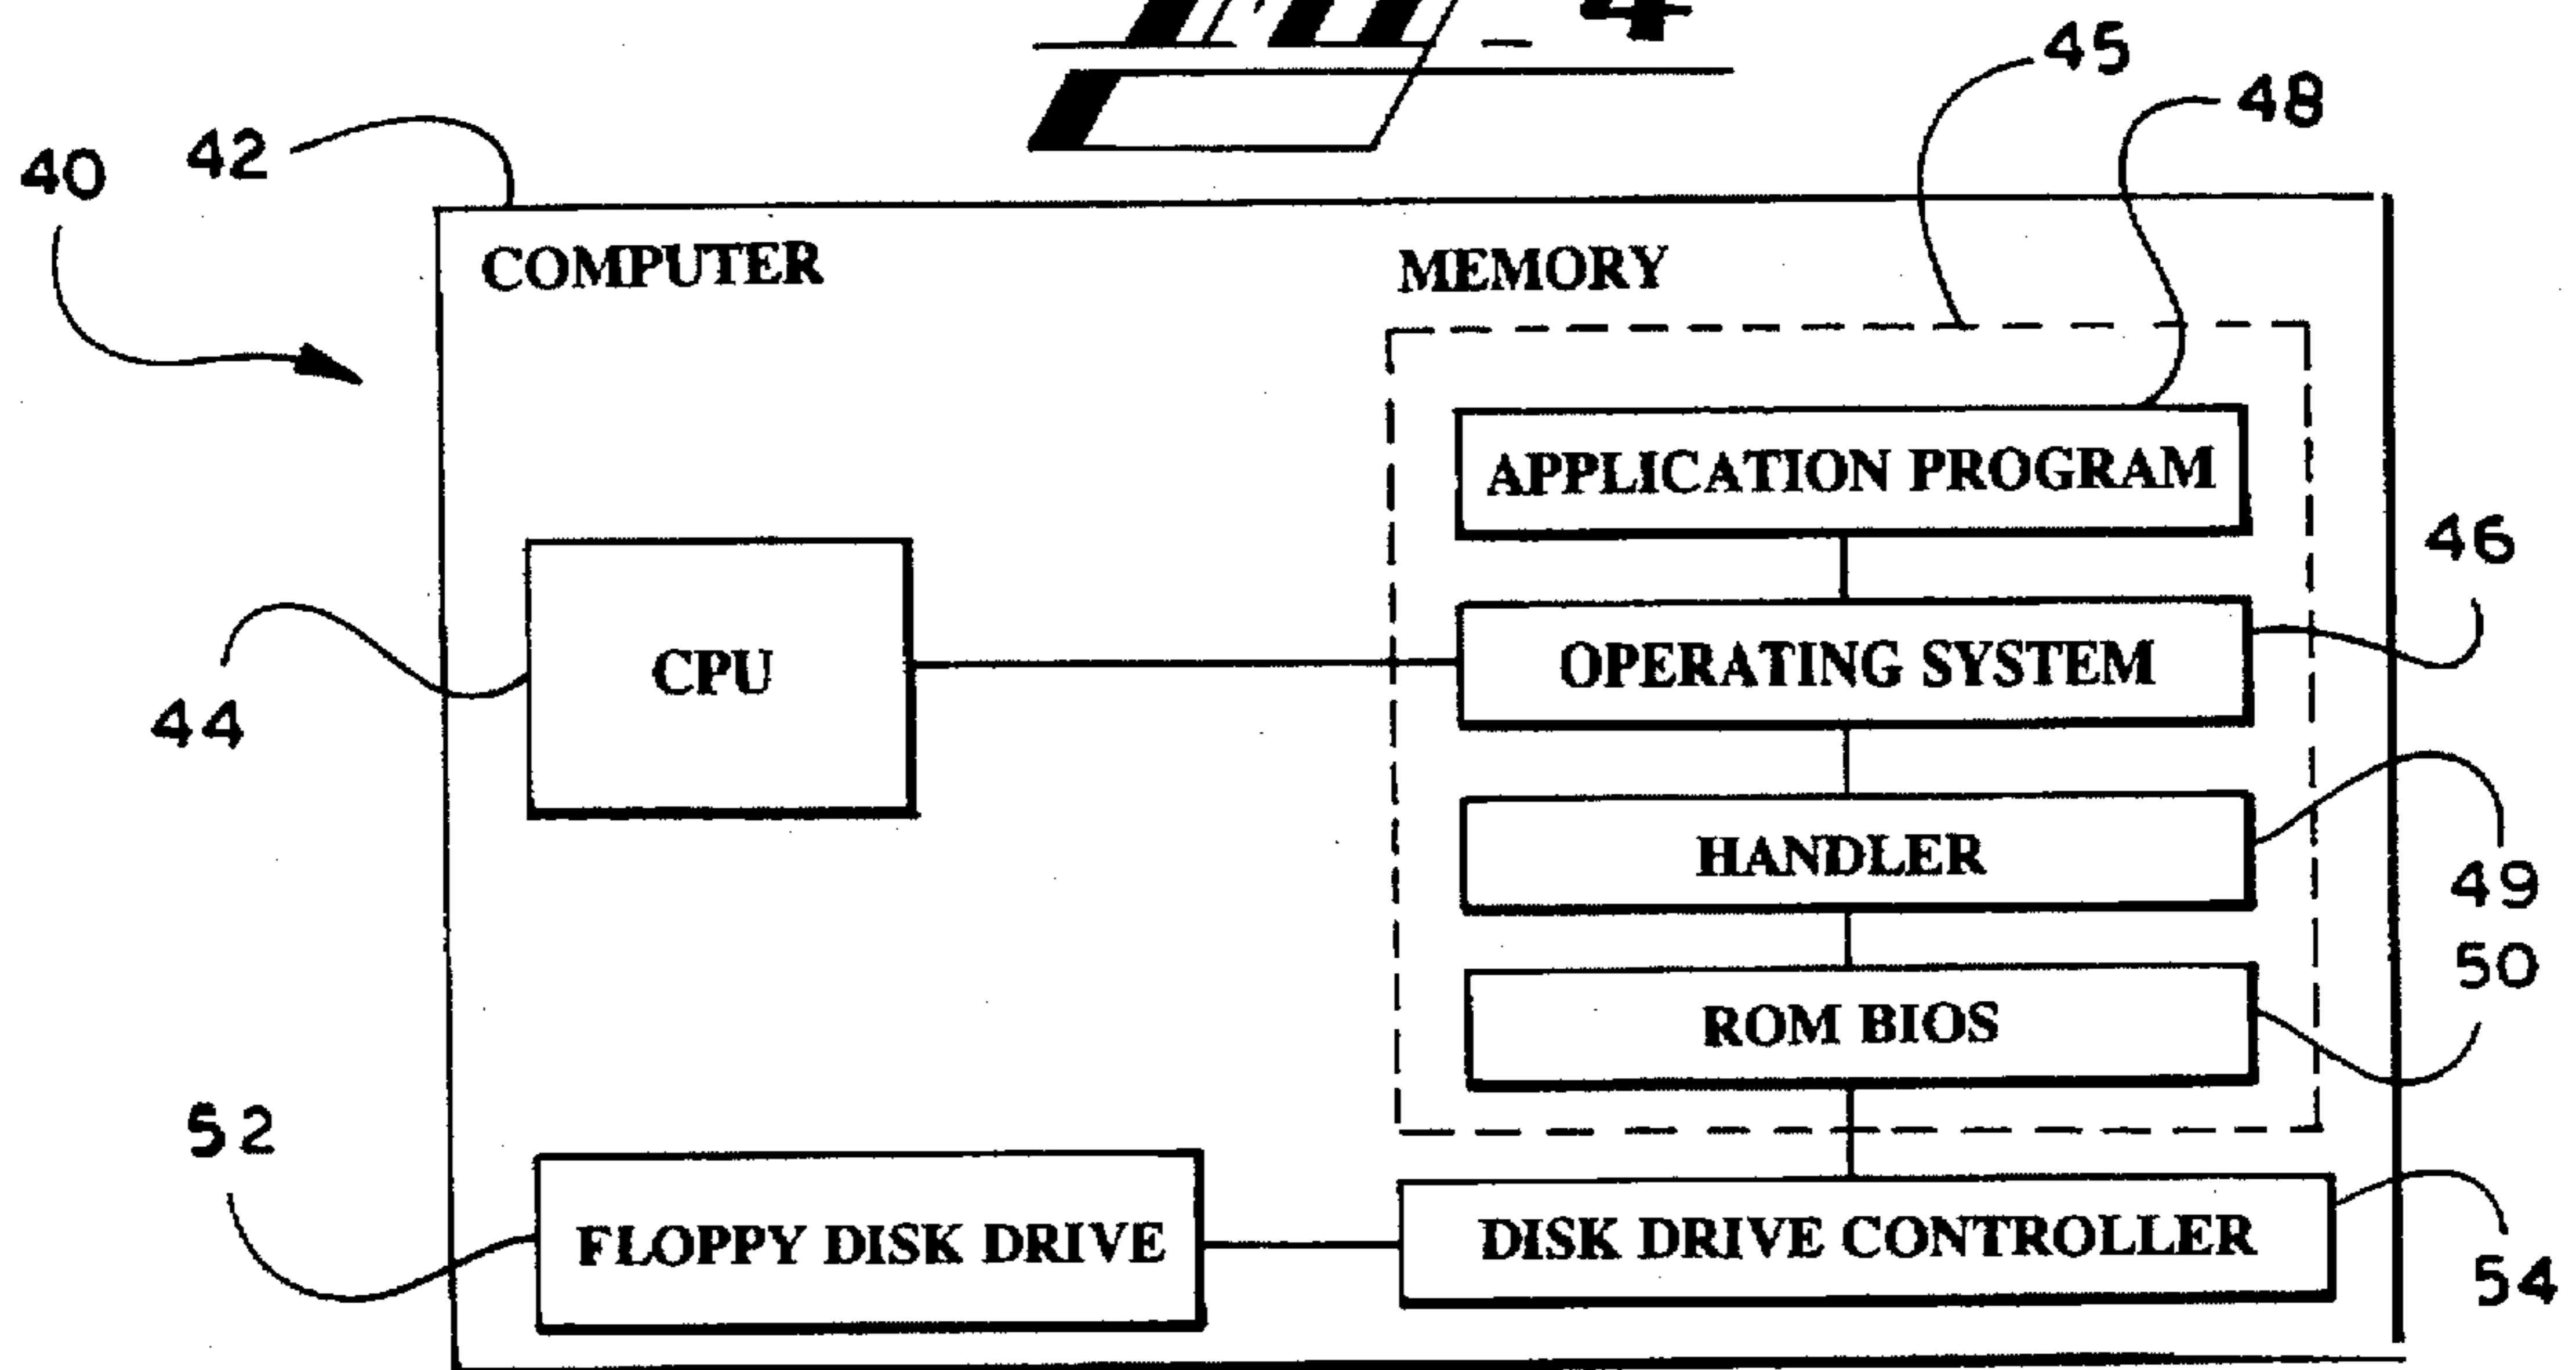 4
45
48
40
42
COMPUTER
MEMORY
APPLICATION PROGRAM
46
CPU
OPERATING SYSTEM
44
HANDLER
49
50
ROM BIOS
52
FLOPPY DISK DRIVE
DISK DRIVE CONTROLLER
54